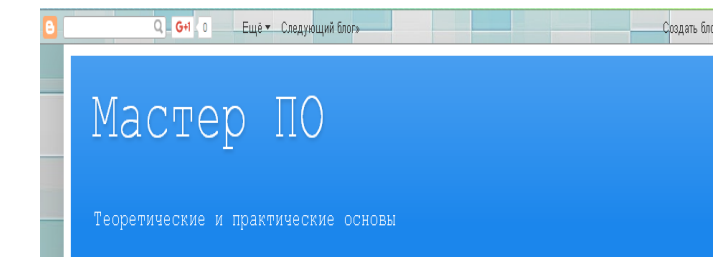 G+1 0 Ещё Следующий блог» Создать бло
Мастер ПО
Теоретические и практические основы